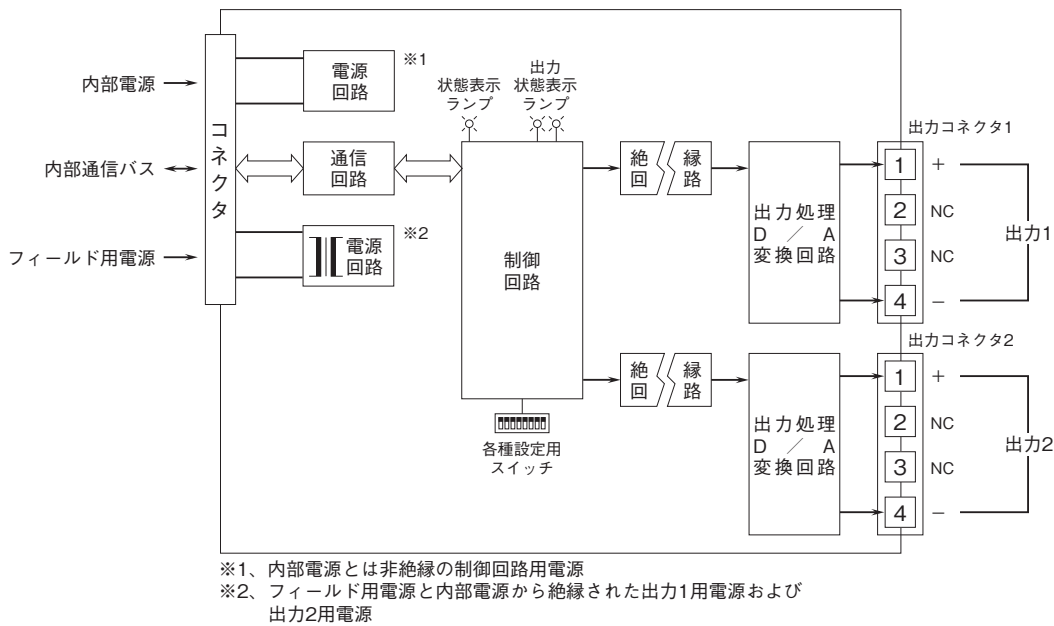 内部電源
内部通信バス
フィールド用電源
コネクタ
電源
回路
※1
通信
回路
電源
回路
※2
状態表示
ランプ
出力
状態表示
ランプ
制御
回路
各種設定用
スイッチ
絶 縁
回 路
出力処理
D ／ A
変換回路
出力コネクタ1
1 +
2 NC
3 NC
4 −
出力1
絶 縁
回 路
出力処理
D ／ A
変換回路
出力コネクタ2
1 +
2 NC
3 NC
4 −
出力2
※1、内部電源とは非絶縁の制御回路用電源
※2、フィールド用電源と内部電源から絶縁された出力1用電源および
出力2用電源